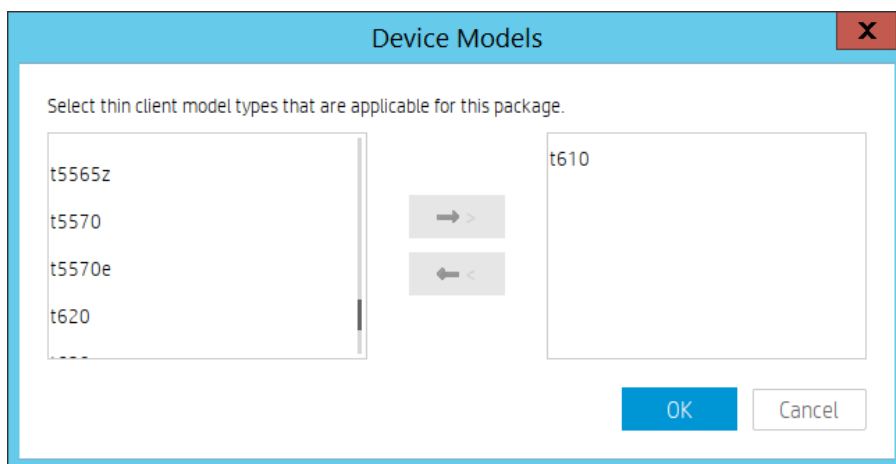 Device Models
X
Select thin client model types that are applicable for this package.
t5565z
t5570
t5570e
t620
t610
>
<
OK
Cancel